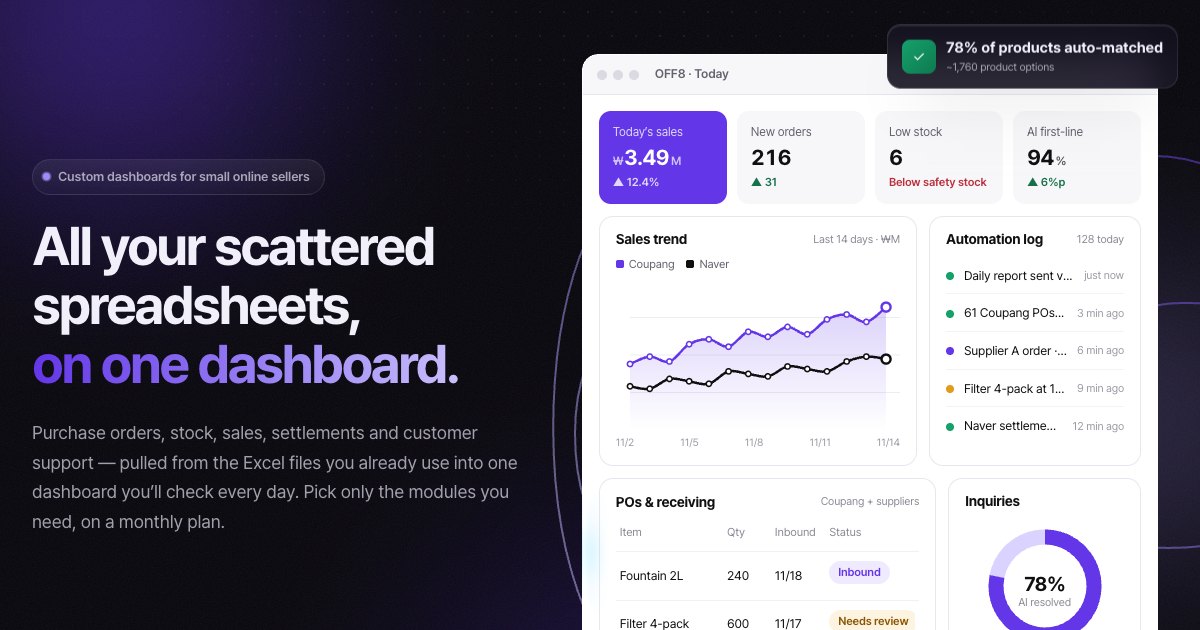 78% of products auto-matched
~1,760 product options
OFF8 · Today
Custom dashboards for small online sellers
All your scattered
spreadsheets,
on one dashboard.
Purchase orders, stock, sales, settlements and customer
support — pulled from the Excel files you already use into one
dashboard you’ll check every day. Pick only the modules you
need, on a monthly plan.
Today's sales
₩3.49M
▲ 12.4%
New orders
216
▲ 31
Low stock
6
Below safety stock
AI first-line
94%
▲ 6%p
Sales trend
Last 14 days · ₩M
Coupang Naver
11/2 11/5 11/8 11/11 11/14
Automation log
128 today
Daily report sent v... just now
61 Coupang POs... 3 min ago
Supplier A order ·... 6 min ago
Filter 4-pack at 1... 9 min ago
Naver settleme... 12 min ago
POs & receiving
Coupang + suppliers
Item Qty Inbound Status
Fountain 2L 240 11/18 Inbound
Filter 4-pack 600 11/17 Needs review
Inquiries
78%
AI resolved